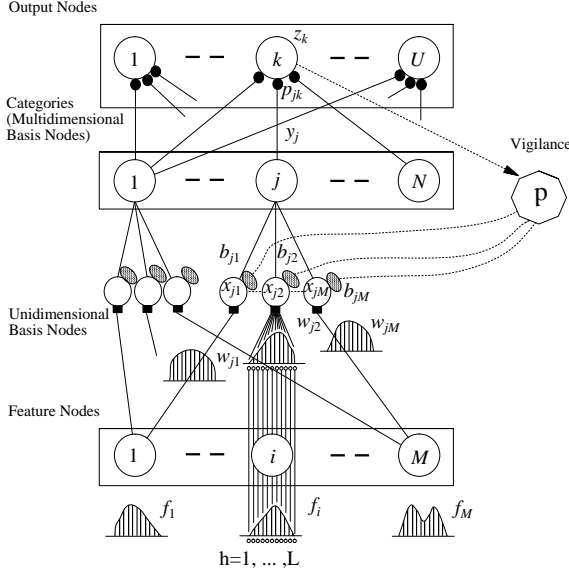 Output Nodes
z_k
1 k U
p_jk
Categories
(Multidimensional
Basis Nodes)
y_j
Vigilance
1 j N
p
b_j1 b_j2
x_j1 x_j2 x_jM b_jM
Unidimensional
Basis Nodes
w_j2 w_jM
w_j1
Feature Nodes
1 i M
f_1 f_i f_M
h=1, ... ,L